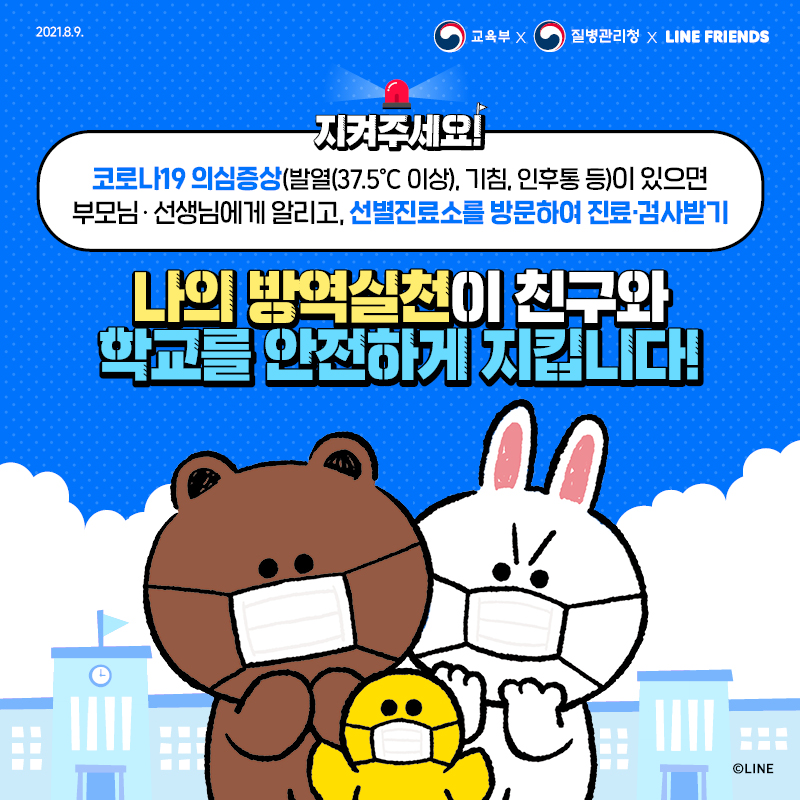 2021.8.9.
교육부 X 질병관리청 X LINE FRIENDS
지켜주세요!
코로나19 의심증상(발열(37.5℃ 이상), 기침, 인후통 등)이 있으면
부모님·선생님에게 알리고, 선별진료소를 방문하여 진료·검사받기
나의 방역실천이 친구와
학교를 안전하게 지킵니다!
©LINE